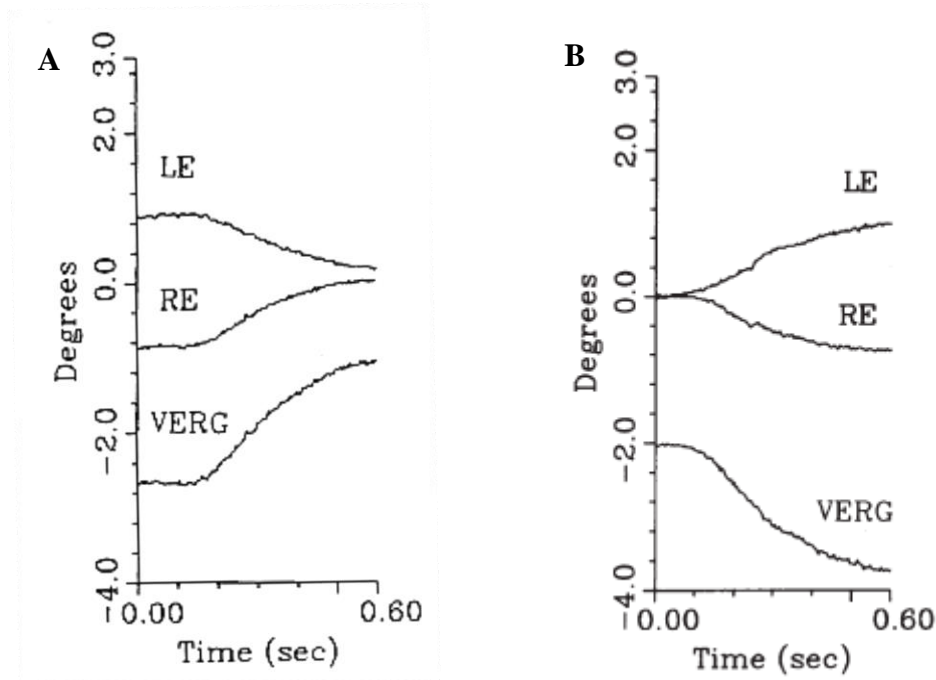 A
3.0
2.0
0.0
-2.0
-4.0
Degrees
LE
RE
VERG
-0.00
0.60
Time (sec)
B
3.0
2.0
0.0
-2.0
-4.0
Degrees
LE
RE
VERG
-0.00
0.60
Time (sec)